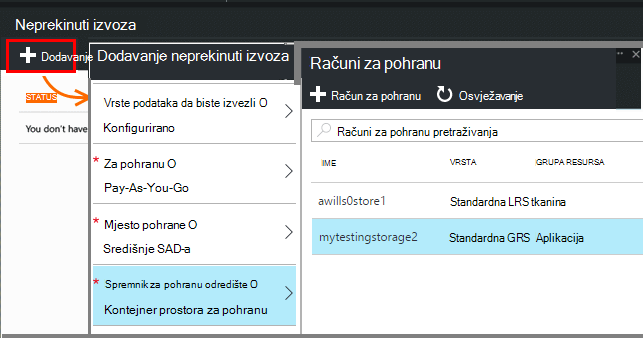 Neprekinuti izvoza
Dodavanje
STATUS
You don't have
Dodavanje neprekinuti izvoza
Vrste podataka da biste izvezli O
Konfigurirano
* Za pohranu O
Pay-As-You-Go
* Mjesto pohrane O
Središnje SAD-a
* Spremnik za pohranu odredište O
Kontejner prostora za pohranu
Računi za pohranu
Račun za pohranu Osvježavanje
Računi za pohranu pretraživanja
IME VRSTA GRUPA RESURSA
awills0store1 Standardna LRS tkanina
mytestingstorage2 Standardna GRS Aplikacija